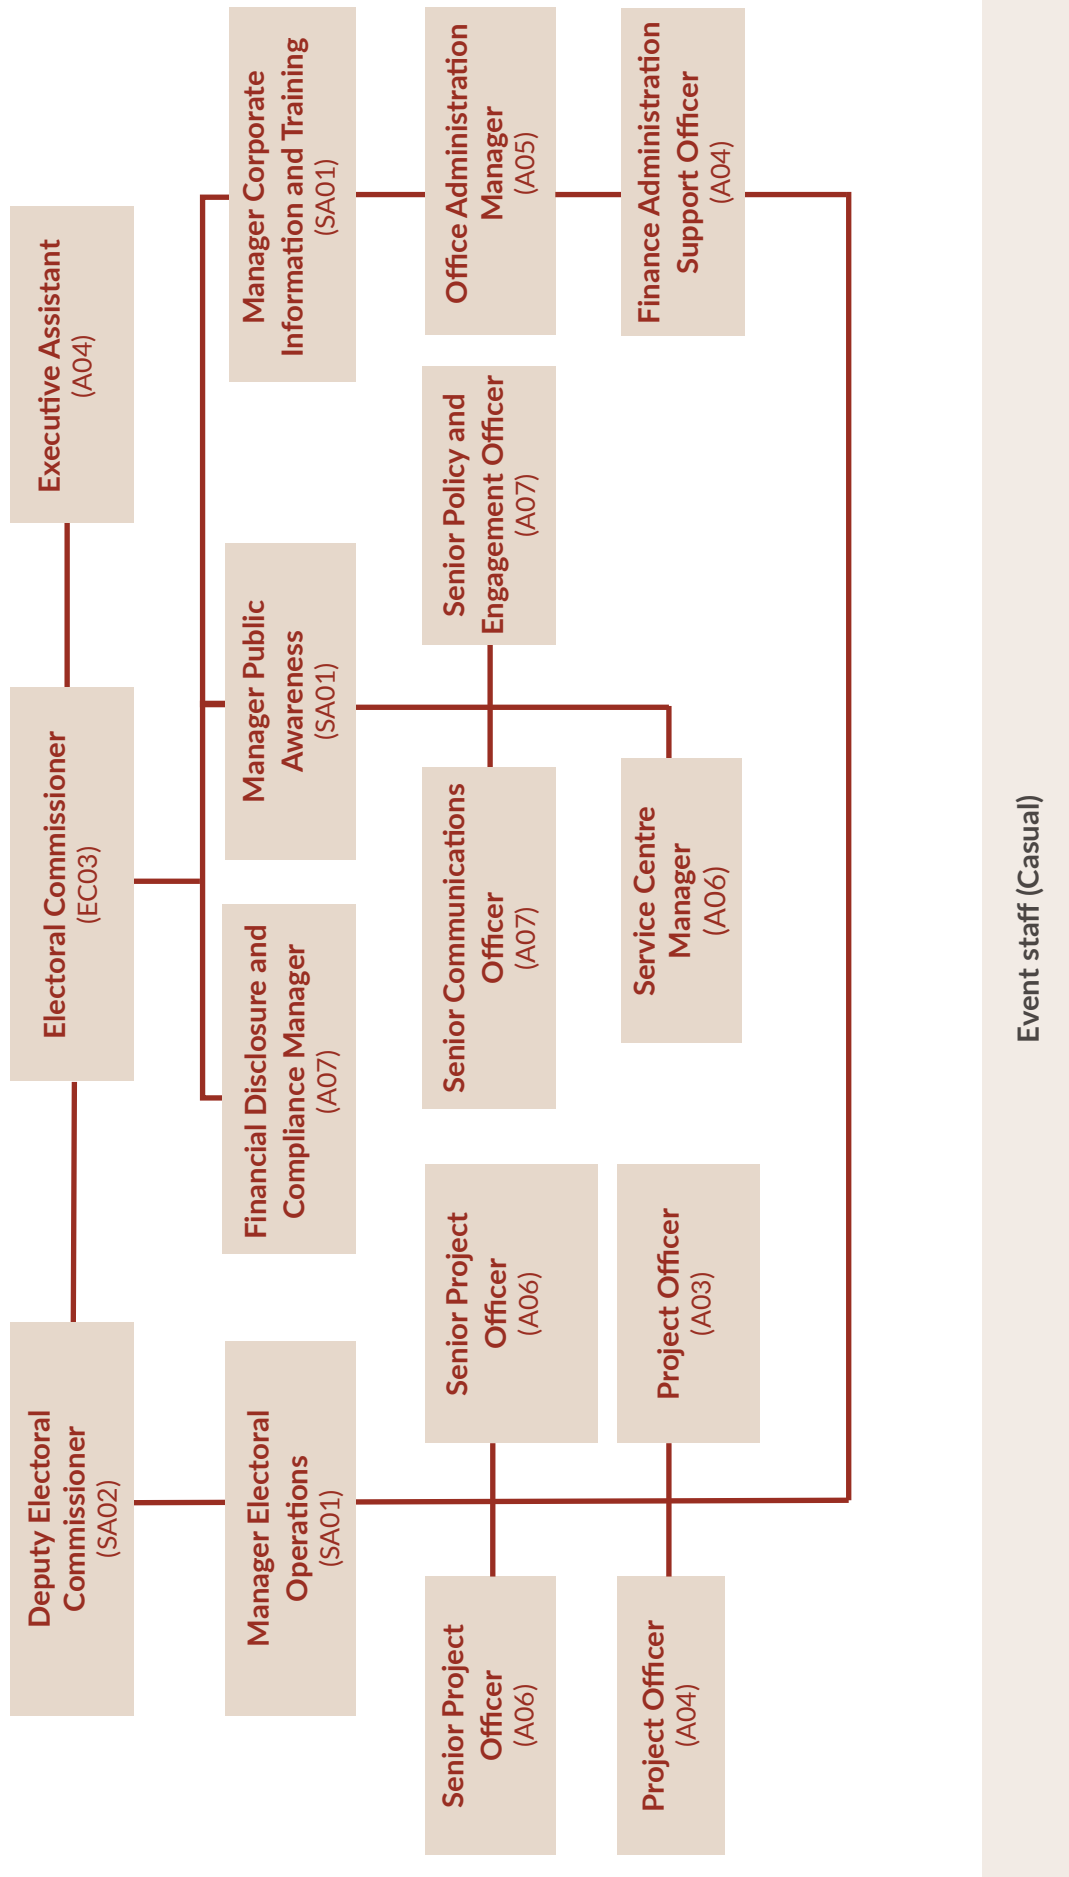 Deputy Electoral
Commissioner
(SA02)
Electoral Commissioner
(EC03)
Executive Assistant
(A04)
Manager Electoral
Operations
(SA01)
Financial Disclosure and
Compliance Manager
(A07)
Manager Public
Awareness
(SA01)
Manager Corporate
Information and Training
(SA01)
Senior Project
Officer
(A06)
Senior Project
Officer
(A06)
Senior Communications
Officer
(A07)
Senior Policy and
Engagement Officer
(A07)
Office Administration
Manager
(A05)
Project Officer
(A04)
Project Officer
(A03)
Service Centre
Manager
(A06)
Finance Administration
Support Officer
(A04)
Event staff (Casual)